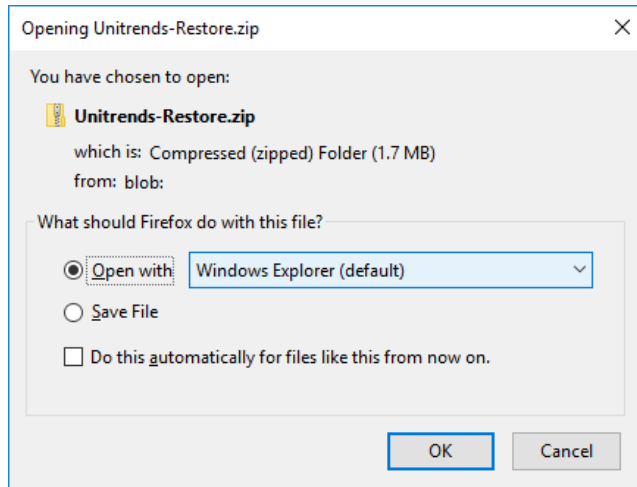 Opening Unitrends-Restore.zip
You have chosen to open:
Unitrends-Restore.zip
which is: Compressed (zipped) Folder (1.7 MB)
from: blob:
What should Firefox do with this file?
Open with Windows Explorer (default)
Save File
Do this automatically for files like this from now on.
OK Cancel